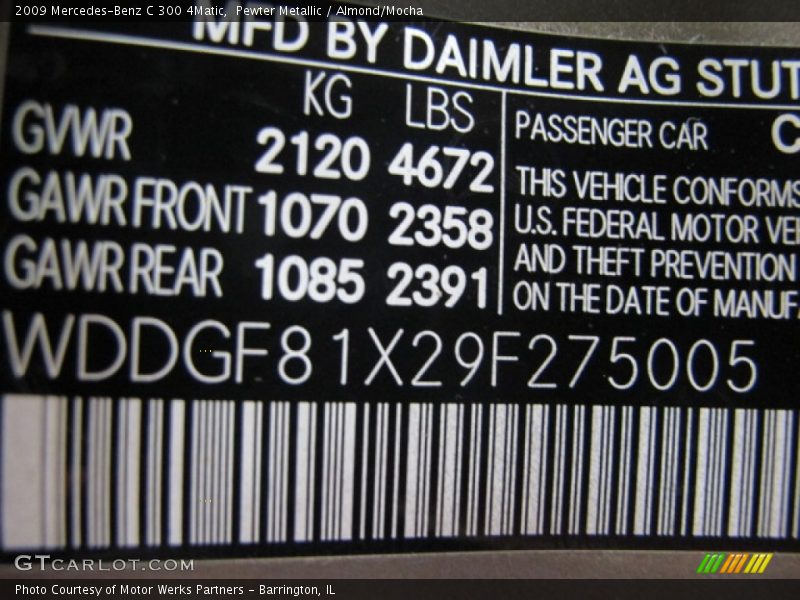 2009 Mercedes-Benz C 300 4Matic, Pewter Metallic / Almond/Mocha
MFD BY DAIMLER AG STUT
KG LBS
GVWR 2120 4672
GAWR FRONT 1070 2358
GAWR REAR 1085 2391
PASSENGER CAR C
THIS VEHICLE CONFORMS
U.S. FEDERAL MOTOR VEH
AND THEFT PREVENTION
ON THE DATE OF MANUFA
WDDGF81X29F275005
GTCARLOT.COM
Photo Courtesy of Motor Werks Partners - Barrington, IL